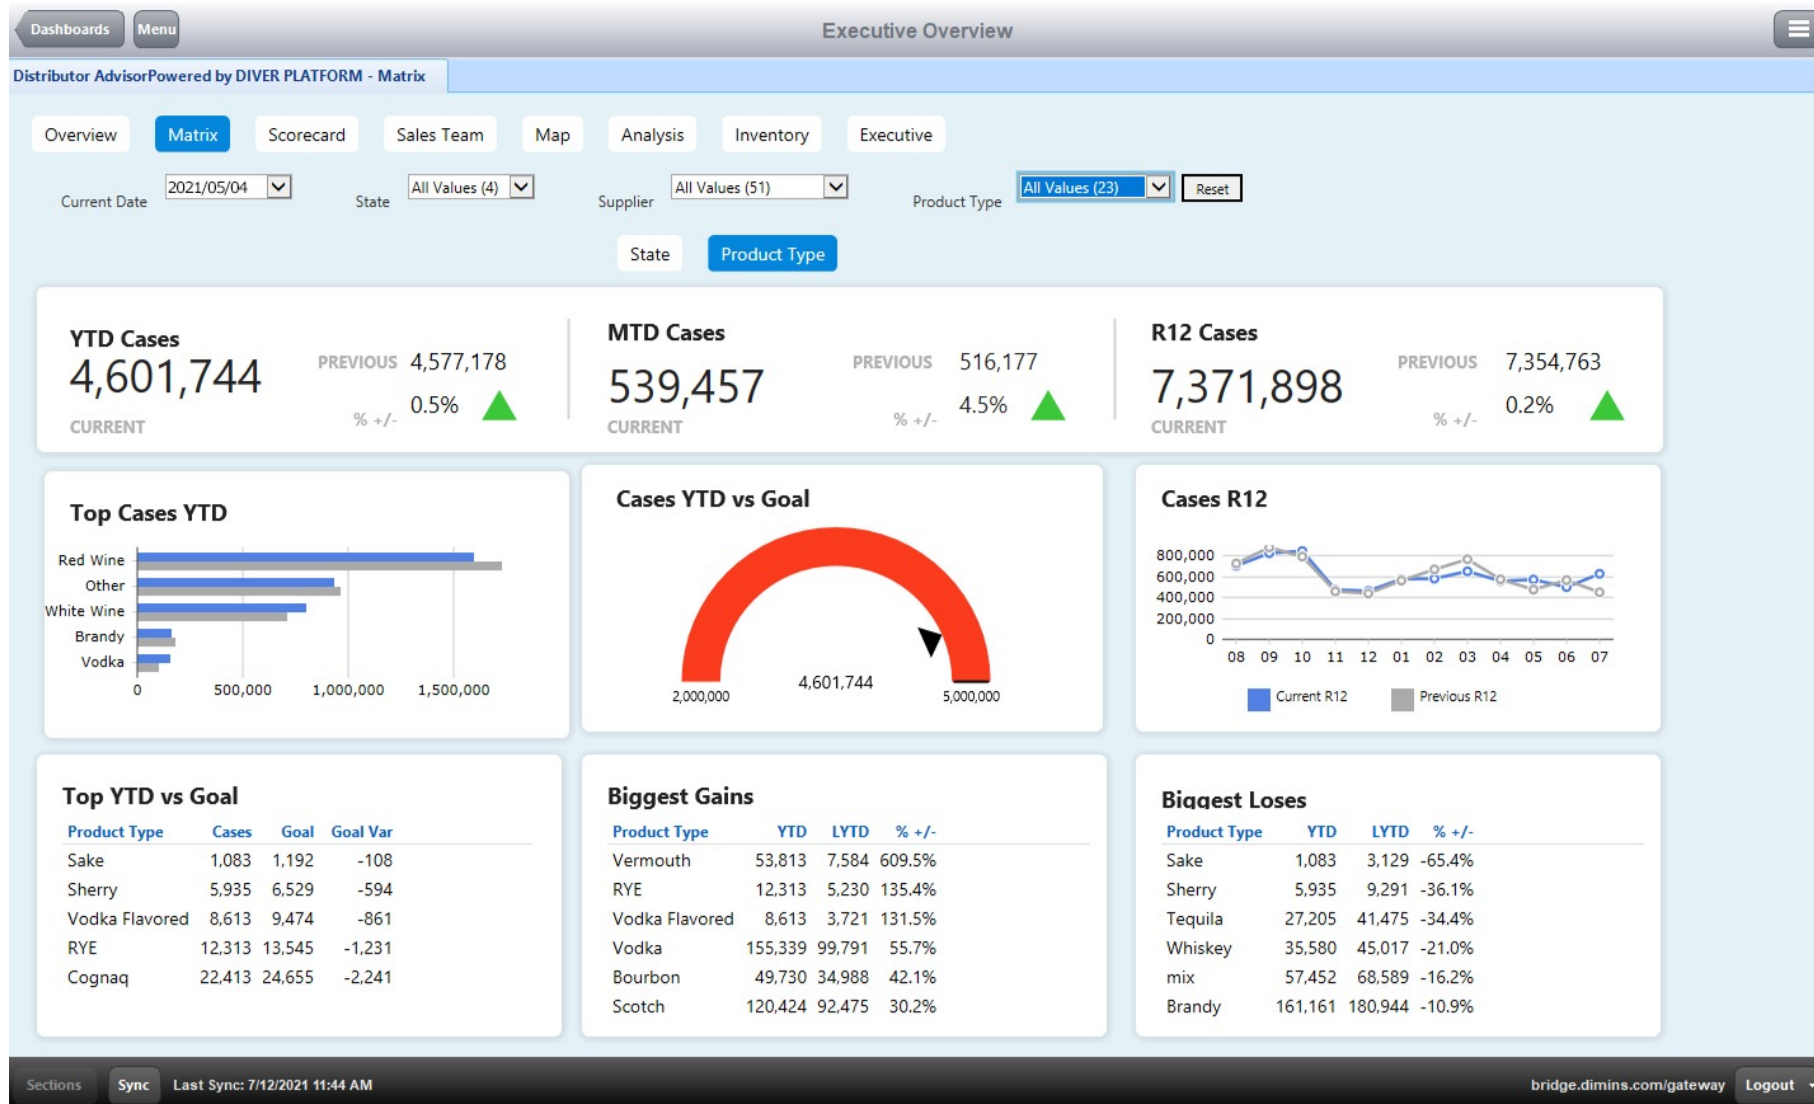 Dashboards Menu Executive Overview
Distributor AdvisorPowered by DIVER PLATFORM - Matrix
Overview Matrix Scorecard Sales Team Map Analysis Inventory Executive
Current Date 2021/05/04 State All Values (4) Supplier All Values (51) Product Type All Values (23) Reset
State Product Type
YTD Cases
4,601,744
CURRENT
PREVIOUS 4,577,178
% +/- 0.5%
MTD Cases
539,457
CURRENT
PREVIOUS 516,177
% +/- 4.5%
R12 Cases
7,371,898
CURRENT
PREVIOUS 7,354,763
% +/- 0.2%
Top Cases YTD
Red Wine
Other
White Wine
Brandy
Vodka
0 500,000 1,000,000 1,500,000
Cases YTD vs Goal
4,601,744
2,000,000 5,000,000
Cases R12
800,000
600,000
400,000
200,000
0
08 09 10 11 12 01 02 03 04 05 06 07
Current R12 Previous R12
Top YTD vs Goal
Product Type Cases Goal Goal Var
Sake 1,083 1,192 -108
Sherry 5,935 6,529 -594
Vodka Flavored 8,613 9,474 -861
RYE 12,313 13,545 -1,231
Cognaq 22,413 24,655 -2,241
Biggest Gains
Product Type YTD LYTD % +/-
Vermouth 53,813 7,584 609.5%
RYE 12,313 5,230 135.4%
Vodka Flavored 8,613 3,721 131.5%
Vodka 155,339 99,791 55.7%
Bourbon 49,730 34,988 42.1%
Scotch 120,424 92,475 30.2%
Biggest Loses
Product Type YTD LYTD % +/-
Sake 1,083 3,129 -65.4%
Sherry 5,935 9,291 -36.1%
Tequila 27,205 41,475 -34.4%
Whiskey 35,580 45,017 -21.0%
mix 57,452 68,589 -16.2%
Brandy 161,161 180,944 -10.9%
Sections Sync Last Sync: 7/12/2021 11:44 AM bridge.dimins.com/gateway Logout